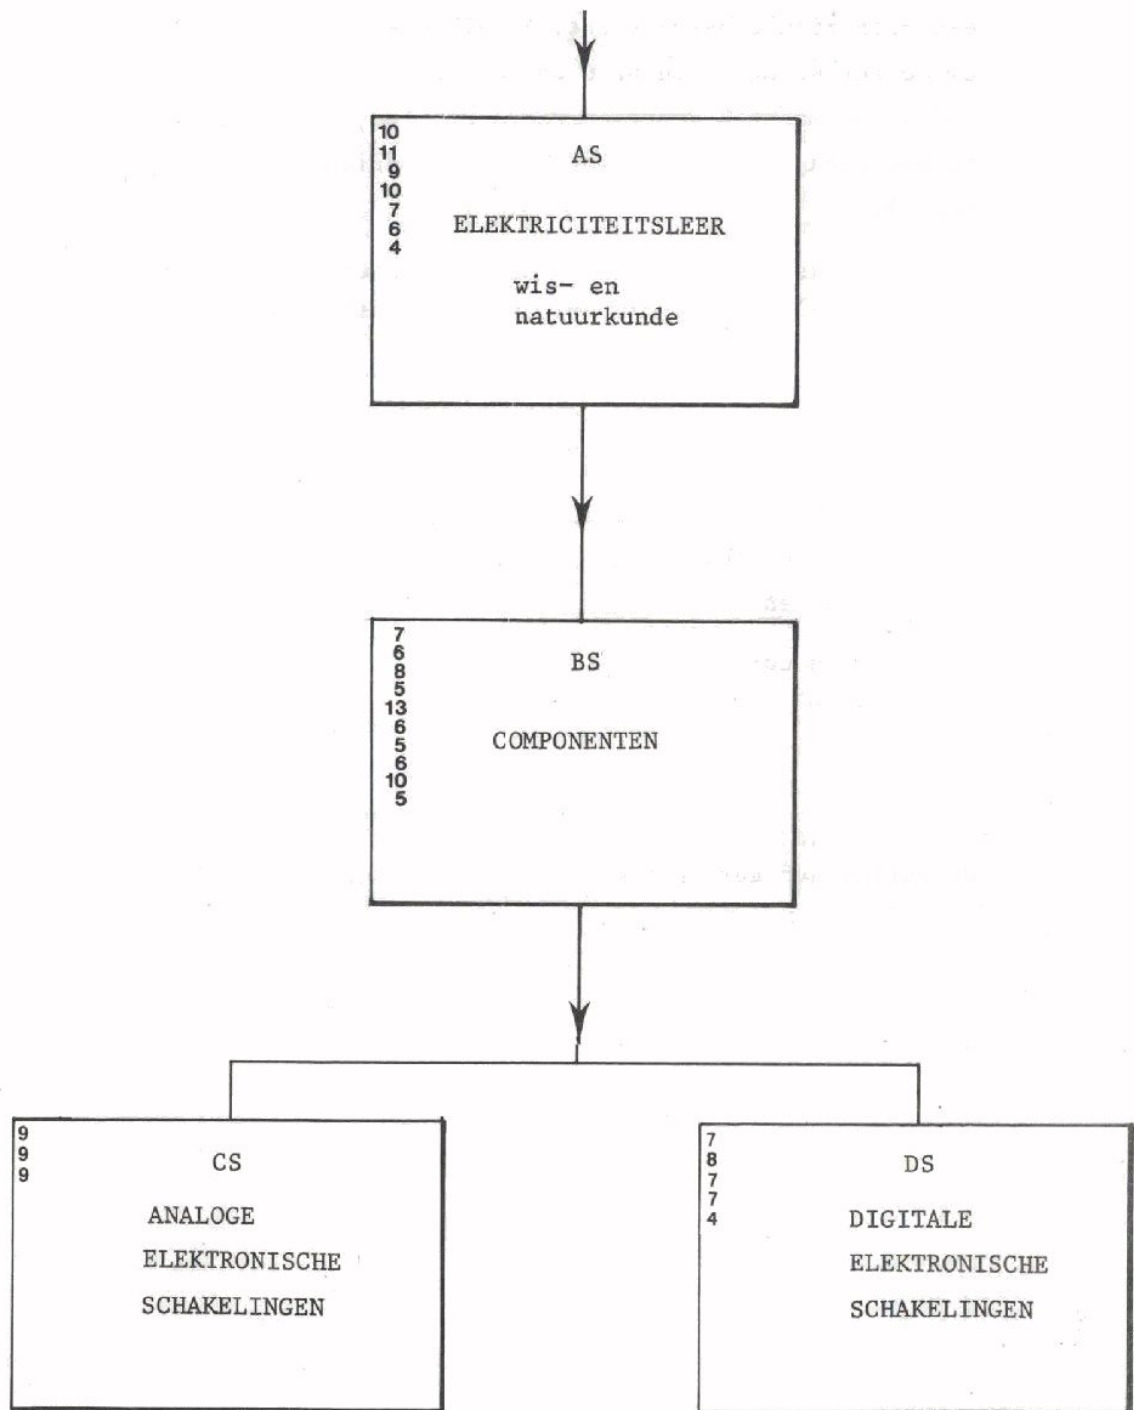 10
11
9
10
7
6
4
AS
ELEKTRICITEITSLEER
wis- en
natuurkunde
7
6
8
5
13
6
5
6
10
5
BS
COMPONENTEN
9
9
9
CS
ANALOGE
ELEKTRONISCHE
SCHAKELINGEN
7
8
7
7
4
DS
DIGITALE
ELEKTRONISCHE
SCHAKELINGEN